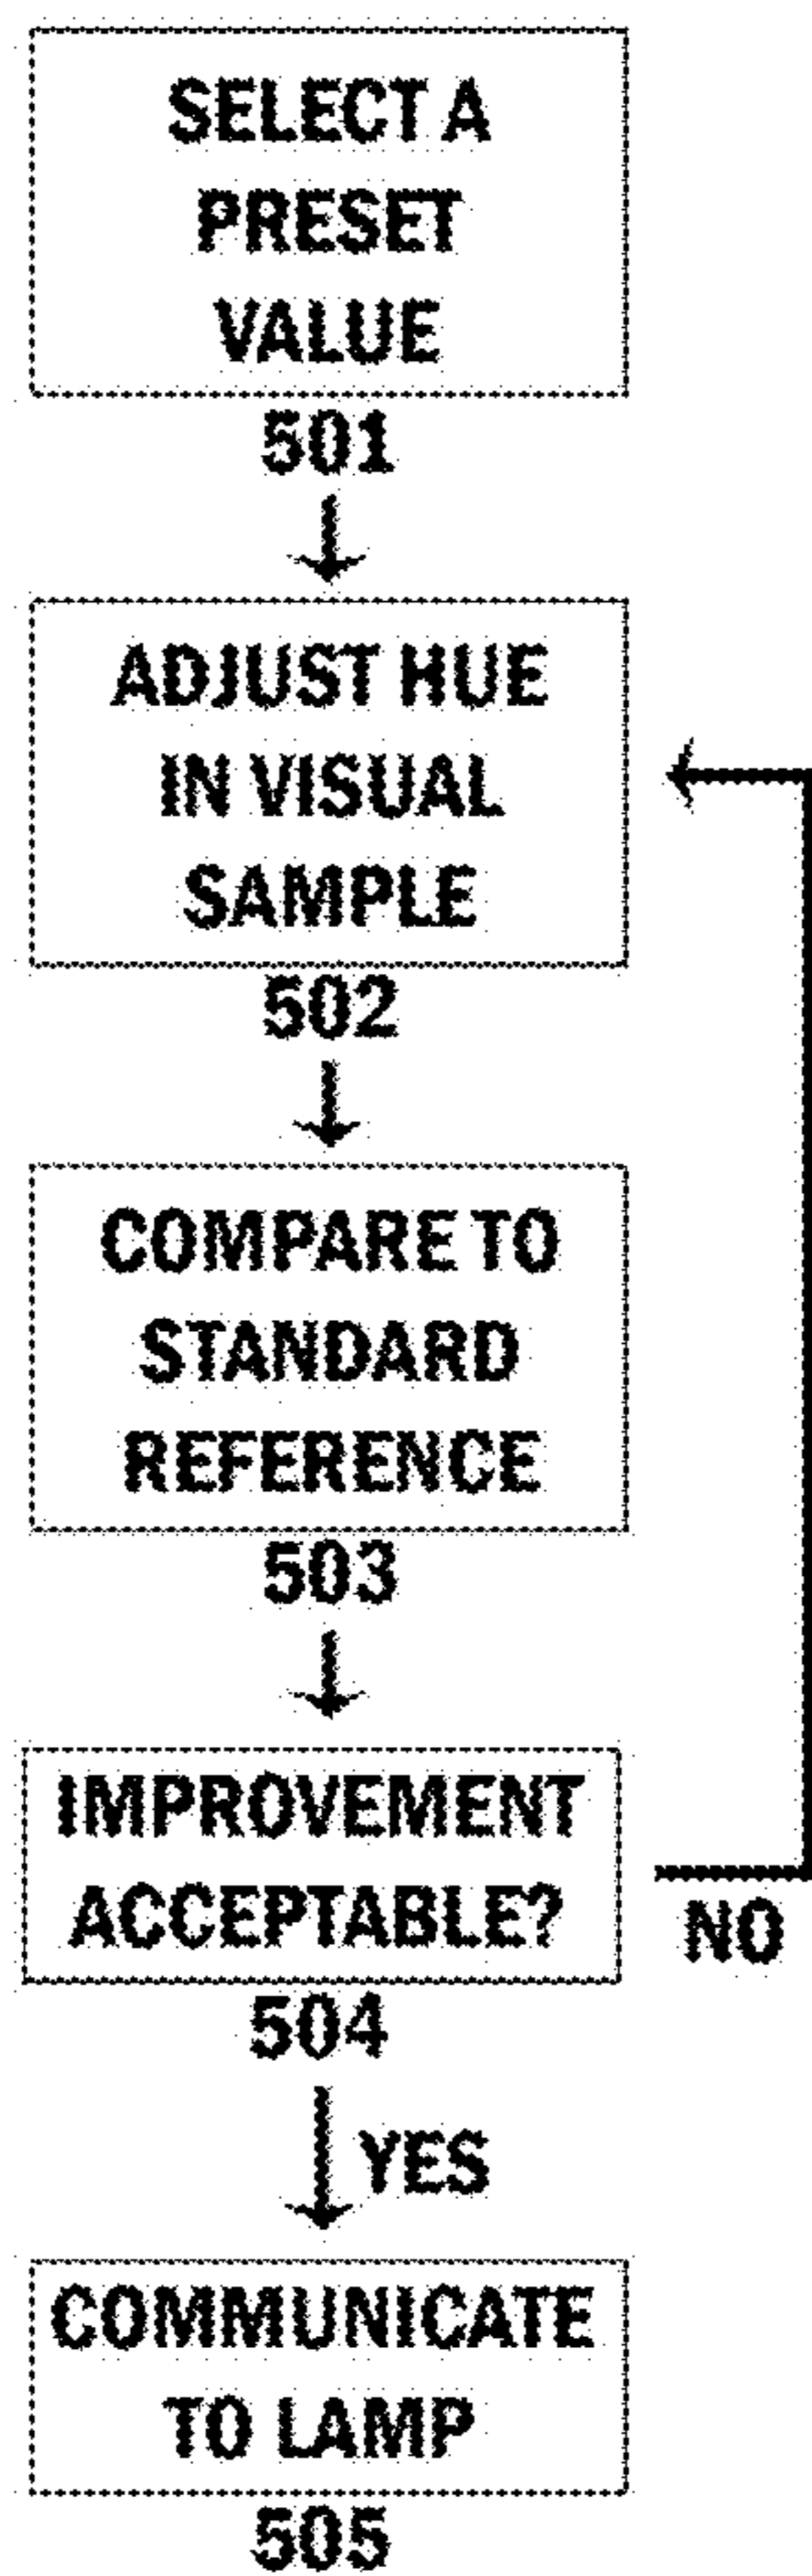 SELECT A
PRESET
VALUE
501
ADJUST HUE
IN VISUAL
SAMPLE
502
COMPARE TO
STANDARD
REFERENCE
503
IMPROVEMENT
ACCEPTABLE?
NO
504
YES
COMMUNICATE
TO LAMP
505